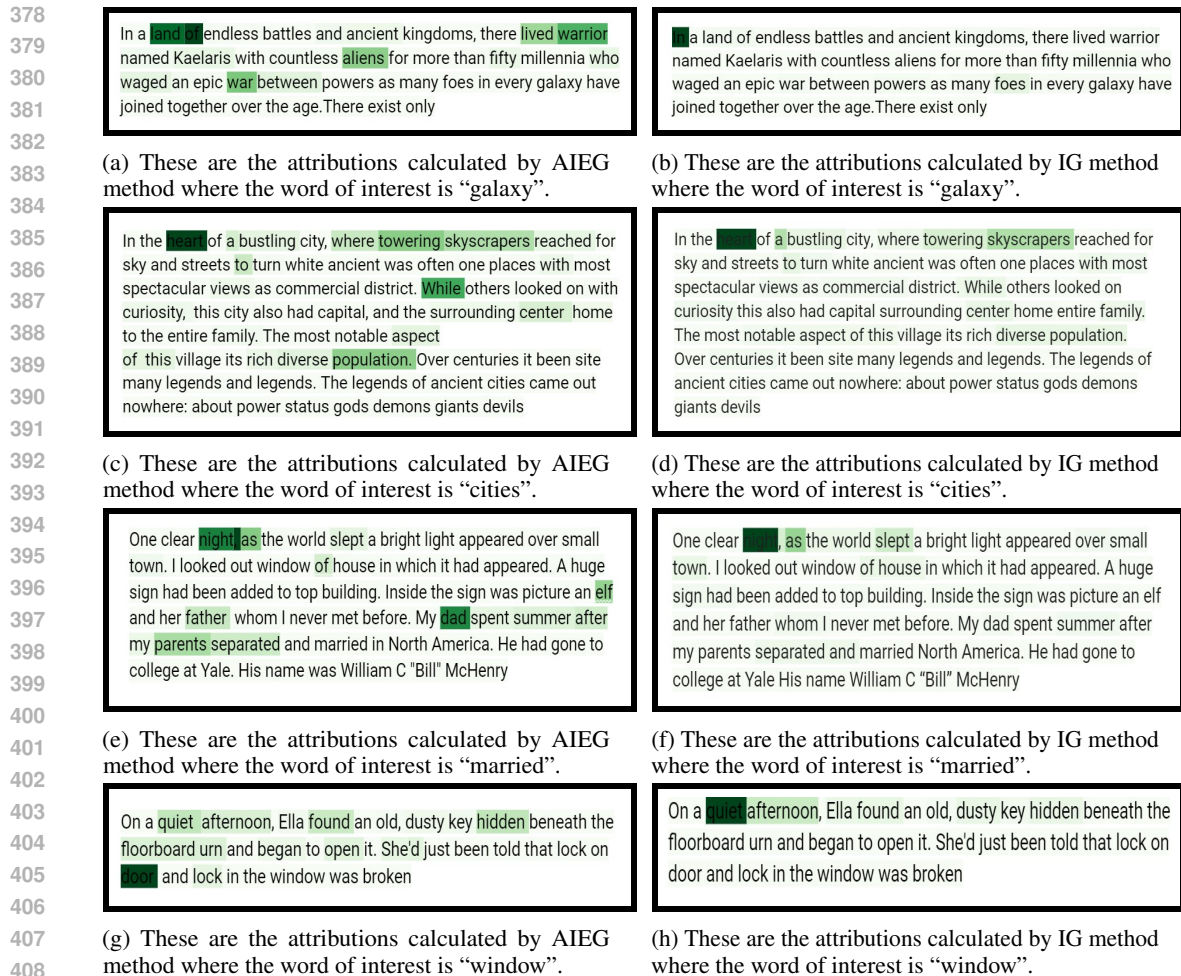 378
379
380
381
382
383
384
385
386
387
388
389
390
391
392
393
394
395
396
397
398
399
400
401
402
403
404
405
406
407
408
In a land of endless battles and ancient kingdoms, there lived warrior
named Kaelaris with countless aliens for more than fifty millennia who
waged an epic war between powers as many foes in every galaxy have
joined together over the age.There exist only
(a) These are the attributions calculated by AIEG
method where the word of interest is “galaxy”.
In a land of endless battles and ancient kingdoms, there lived warrior
named Kaelaris with countless aliens for more than fifty millennia who
waged an epic war between powers as many foes in every galaxy have
joined together over the age.There exist only
(b) These are the attributions calculated by IG method
where the word of interest is “galaxy”.
In the heart of a bustling city, where towering skyscrapers reached for
sky and streets to turn white ancient was often one places with most
spectacular views as commercial district. While others looked on with
curiosity, this city also had capital, and the surrounding center home
to the entire family. The most notable aspect
of this village its rich diverse population. Over centuries it been site
many legends and legends. The legends of ancient cities came out
nowhere: about power status gods demons giants devils
(c) These are the attributions calculated by AIEG
method where the word of interest is “cities”.
In the heart of a bustling city, where towering skyscrapers reached for
sky and streets to turn white ancient was often one places with most
spectacular views as commercial district. While others looked on
curiosity this city also had capital surrounding center home entire family.
The most notable aspect of this village its rich diverse population.
Over centuries it been site many legends and legends. The legends of
ancient cities came out nowhere: about power status gods demons
giants devils
(d) These are the attributions calculated by IG method
where the word of interest is “cities”.
One clear night, as the world slept a bright light appeared over small
town. I looked out window of house in which it had appeared. A huge
sign had been added to top building. Inside the sign was picture an elf
and her father whom I never met before. My dad spent summer after
my parents separated and married in North America. He had gone to
college at Yale. His name was William C "Bill" McHenry
(e) These are the attributions calculated by AIEG
method where the word of interest is “married”.
One clear night, as the world slept a bright light appeared over small
town. I looked out window of house in which it had appeared. A huge
sign had been added to top building. Inside the sign was picture an elf
and her father whom I never met before. My dad spent summer after
my parents separated and married North America. He had gone to
college at Yale His name William C “Bill” McHenry
(f) These are the attributions calculated by IG method
where the word of interest is “married”.
On a quiet afternoon, Ella found an old, dusty key hidden beneath the
floorboard urn and began to open it. She'd just been told that lock on
door and lock in the window was broken
(g) These are the attributions calculated by AIEG
method where the word of interest is “window”.
On a quiet afternoon, Ella found an old, dusty key hidden beneath the
floorboard urn and began to open it. She'd just been told that lock on
door and lock in the window was broken
(h) These are the attributions calculated by IG method
where the word of interest is “window”.